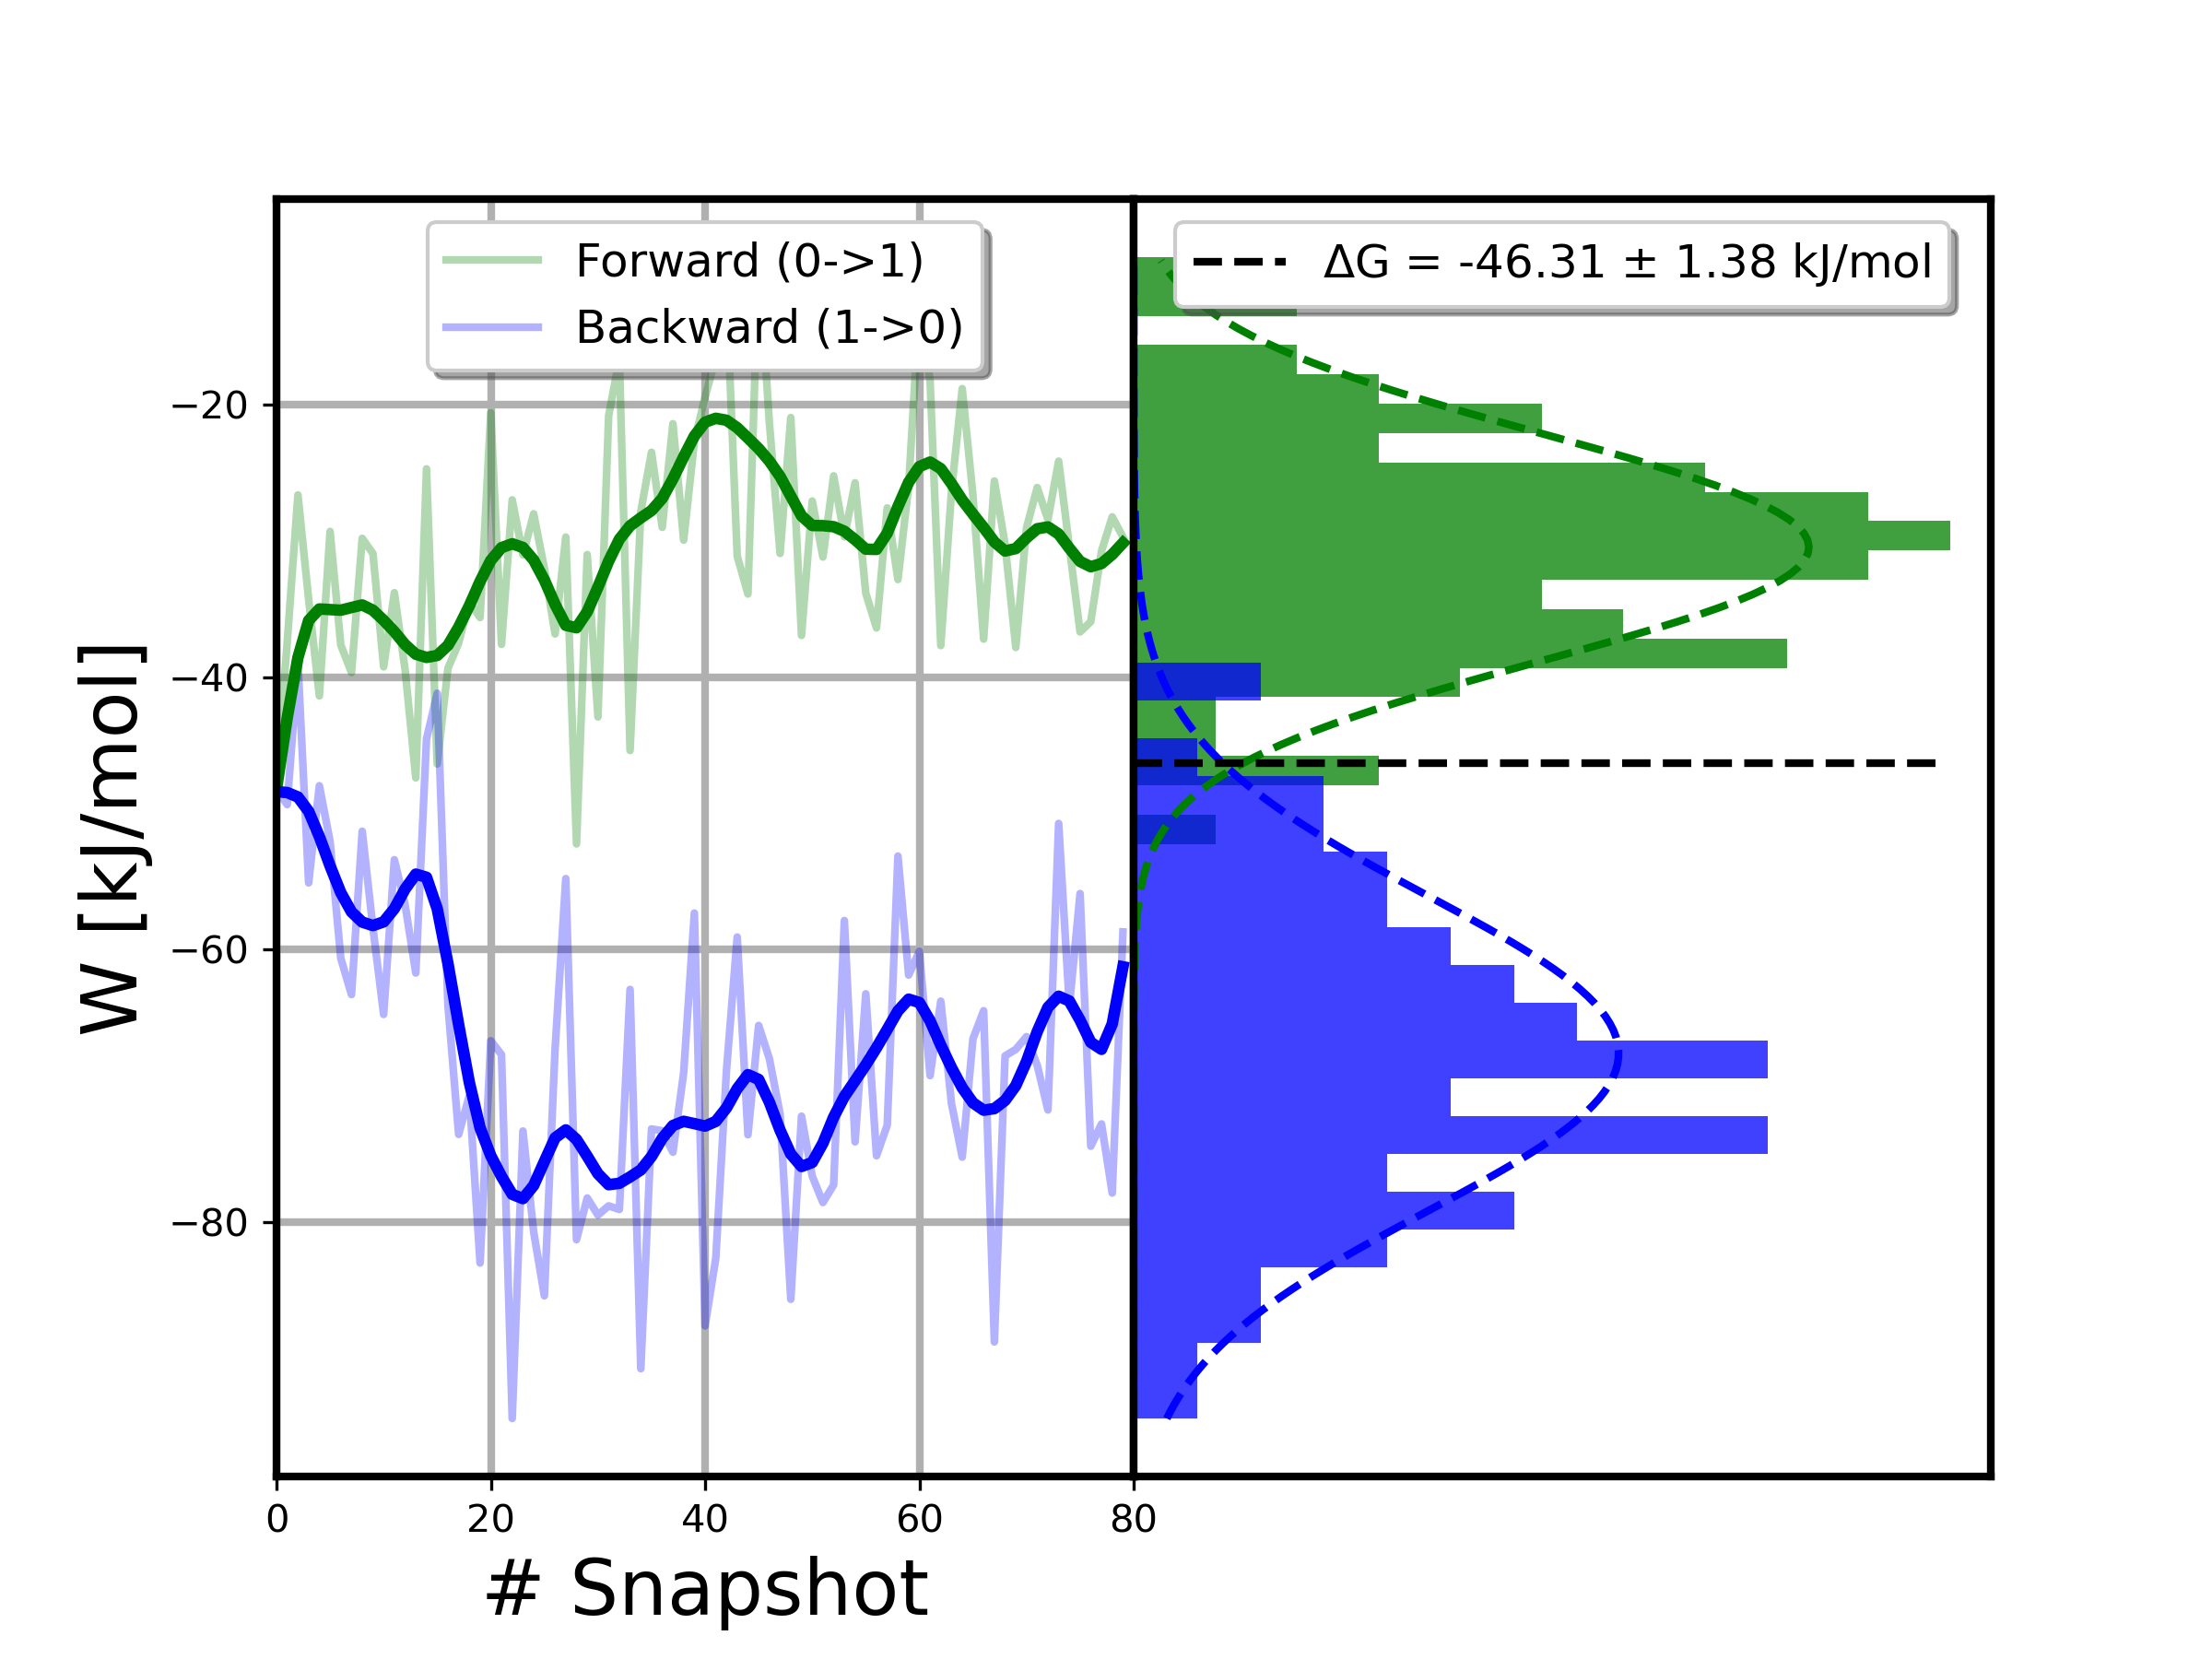 Forward (0->1)
Backward (1->0)
ΔG = -46.31 ± 1.38 kJ/mol
W [kJ/mol]
−20
−40
−60
−80
0 20 40 60 80
# Snapshot